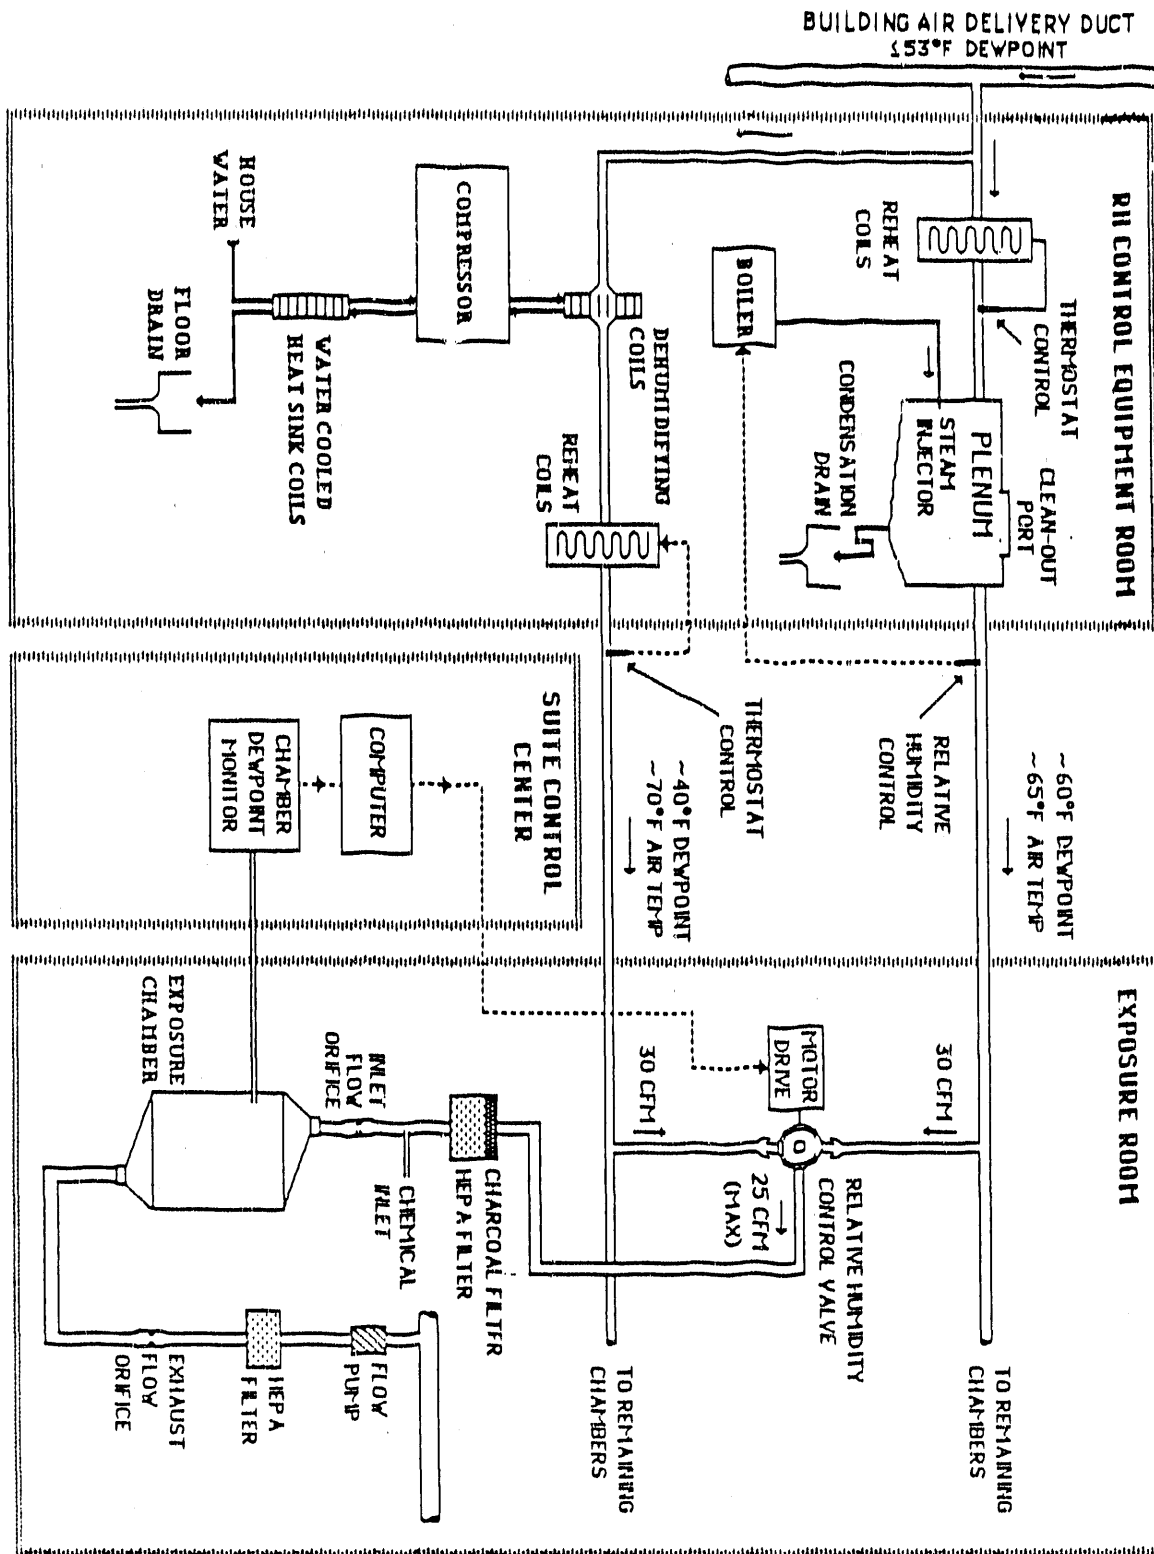 BUILDING AIR DELIVERY DUCT
≤53°F DEWPOINT
RH CONTROL EQUIPMENT ROOM
REHEAT
COILS
THERMOSTAT
CONTROL
BOILER
STEAM
INJECTOR
PLENUM
CLEAN-OUT
PORT
CONDENSATION
DRAIN
DEHUMIDIFYING
COILS
REHEAT
COILS
COMPRESSOR
WATER COOLED
HEAT SINK COILS
HOUSE
WATER
FLOOR
DRAIN
RELATIVE
HUMIDITY
CONTROL
~60°F DEWPOINT
~65°F AIR TEMP
THERMOSTAT
CONTROL
~40°F DEWPOINT
~70°F AIR TEMP
SUITE CONTROL
CENTER
COMPUTER
CHAMBER
DEWPOINT
MONITOR
EXPOSURE ROOM
30 CFM
MOTOR
DRIVE
30 CFM
RELATIVE HUMIDITY
CONTROL VALVE
25 CFM
(MAX)
CHARCOAL FILTER
HEPA FILTER
CHEMICAL
INLET
INLET
FLOW
ORIFICE
EXPOSURE
CHAMBER
FLOW
PUMP
HEPA
FILTER
EXHAUST
FLOW
ORIFICE
TO REMAINING
CHAMBERS
TO REMAINING
CHAMBERS